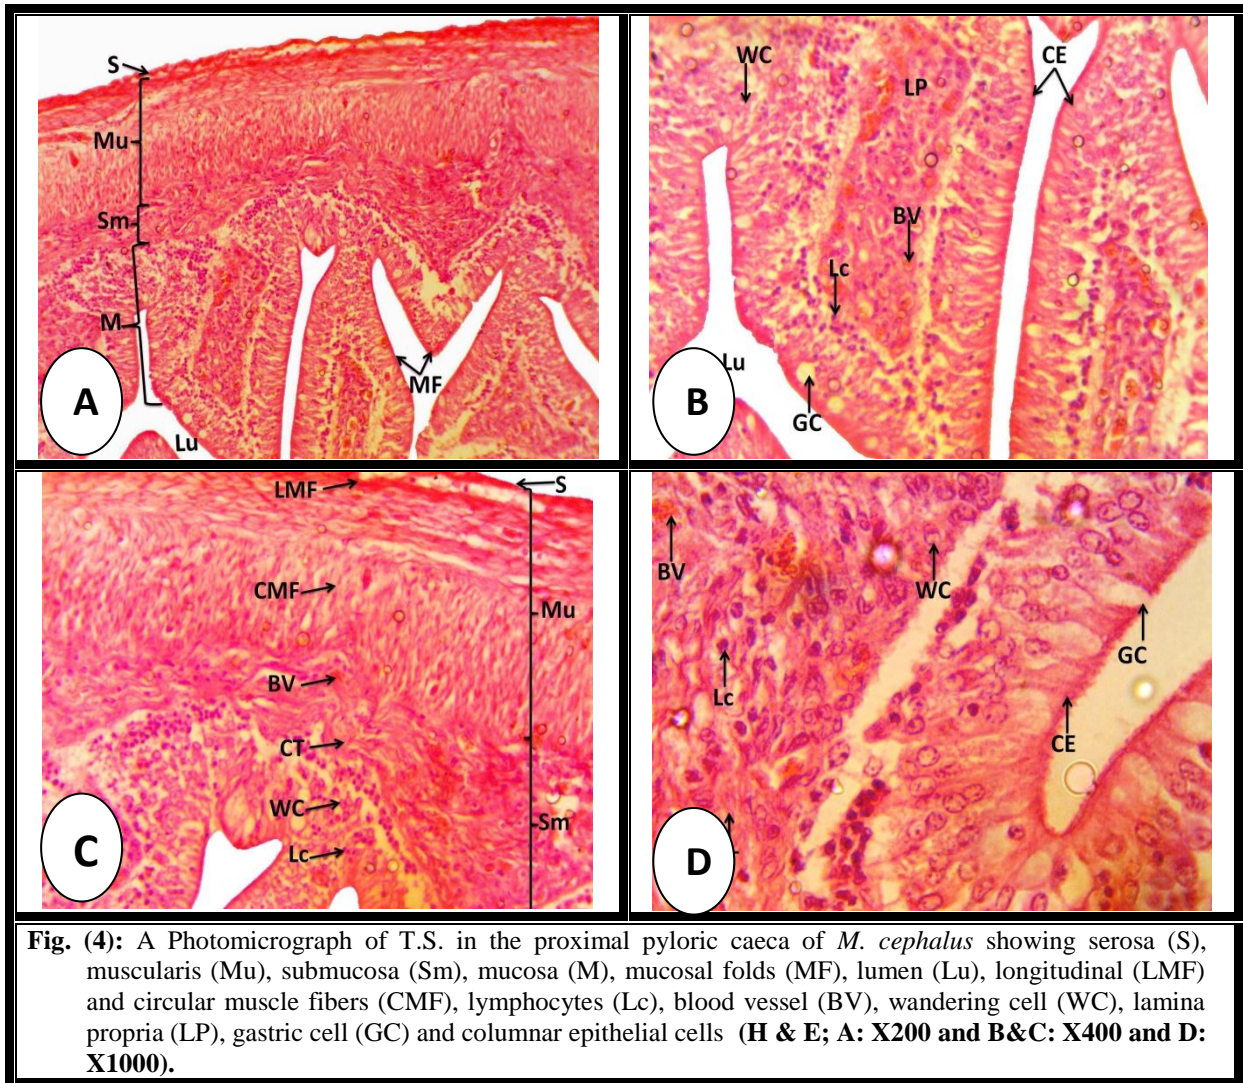 S
Mu
Sm
M
MF
Lu
A
WC
CE
LP
BV
Lc
Lu
GC
B
LMF
S
CMF
Mu
BV
CT
WC
Sm
Lc
C
BV
WC
GC
Lc
CE
D
Fig. (4): A Photomicrograph of T.S. in the proximal pyloric caeca of M. cephalus showing serosa (S),
muscularis (Mu), submucosa (Sm), mucosa (M), mucosal folds (MF), lumen (Lu), longitudinal (LMF)
and circular muscle fibers (CMF), lymphocytes (Lc), blood vessel (BV), wandering cell (WC), lamina
propria (LP), gastric cell (GC) and columnar epithelial cells (H & E; A: X200 and B&C: X400 and D:
X1000).